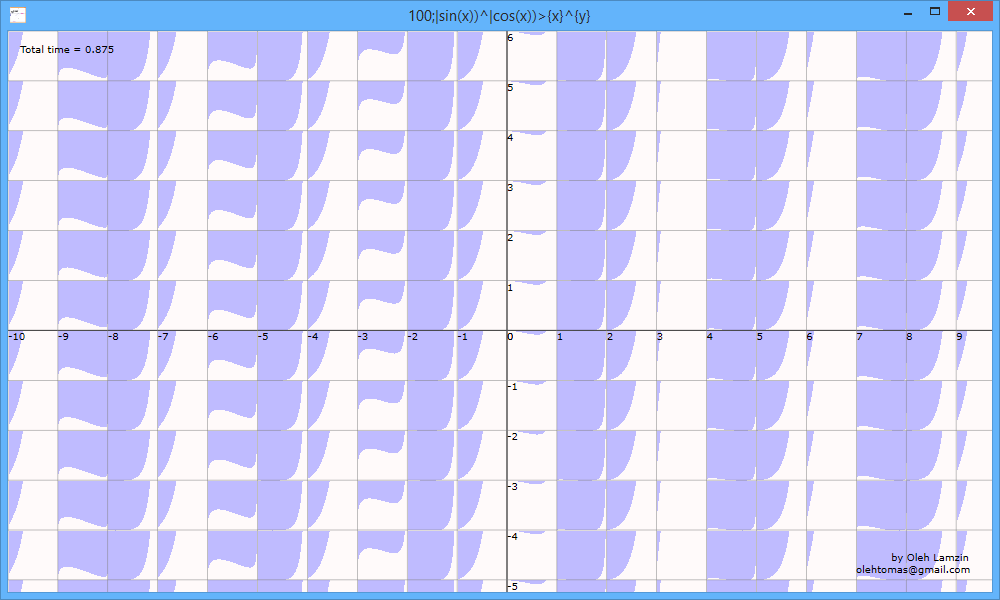 100;|sin(x))^|cos(x))>{x}^{y}
Total time = 0.875
6
5
4
3
2
1
-10 -9 -8 -7 -6 -5 -4 -3 -2 -1 0 1 2 3 4 5 6 7 8 9
-1
-2
-3
-4
by Oleh Lamzin
olehtomas@gmail.com
-5